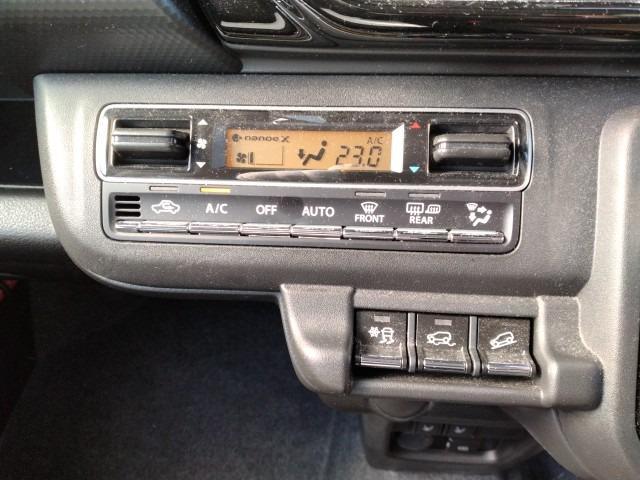 nanoe X A/C
23.0
A/C OFF AUTO FRONT REAR